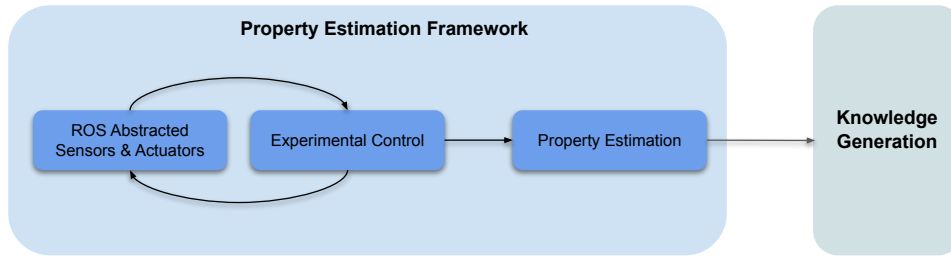 Property Estimation Framework
ROS Abstracted
Sensors & Actuators
Experimental Control
Property Estimation
Knowledge
Generation